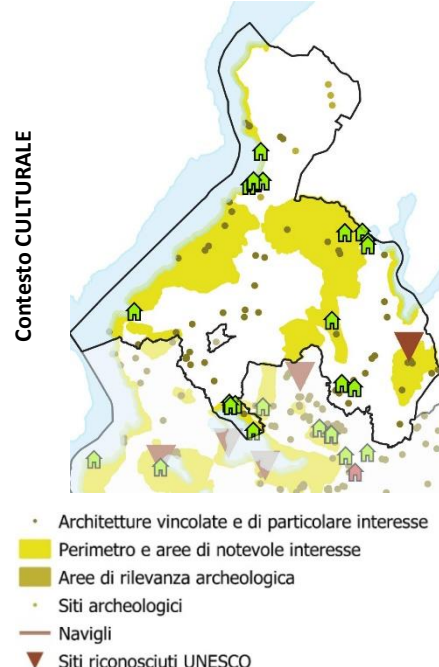 Contesto CULTURALE
Architetture vincolate e di particolare interesse
Perimetro e aree di notevole interesse
Aree di rilevanza archeologica
Siti archeologici
Navigli
Siti riconosciuti UNESCO